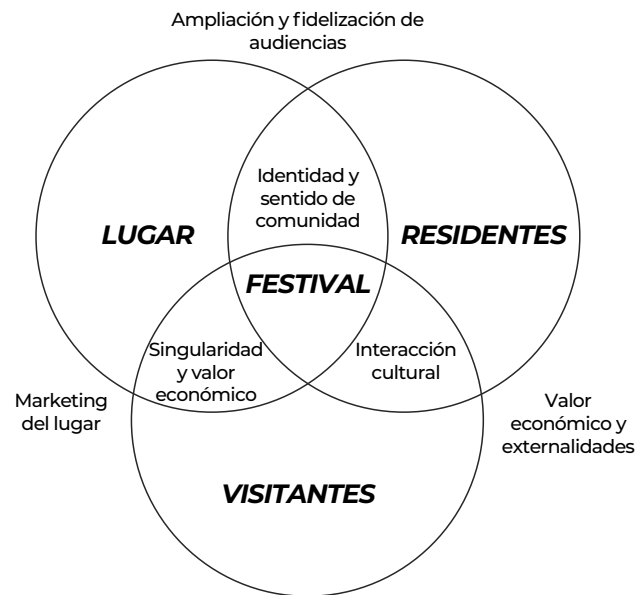 Ampliación y fidelización de
audiencias
Identidad y
sentido de
comunidad
LUGAR
RESIDENTES
FESTIVAL
Singularidad
y valor
económico
Interacción
cultural
Marketing
del lugar
Valor
económico y
externalidades
VISITANTES